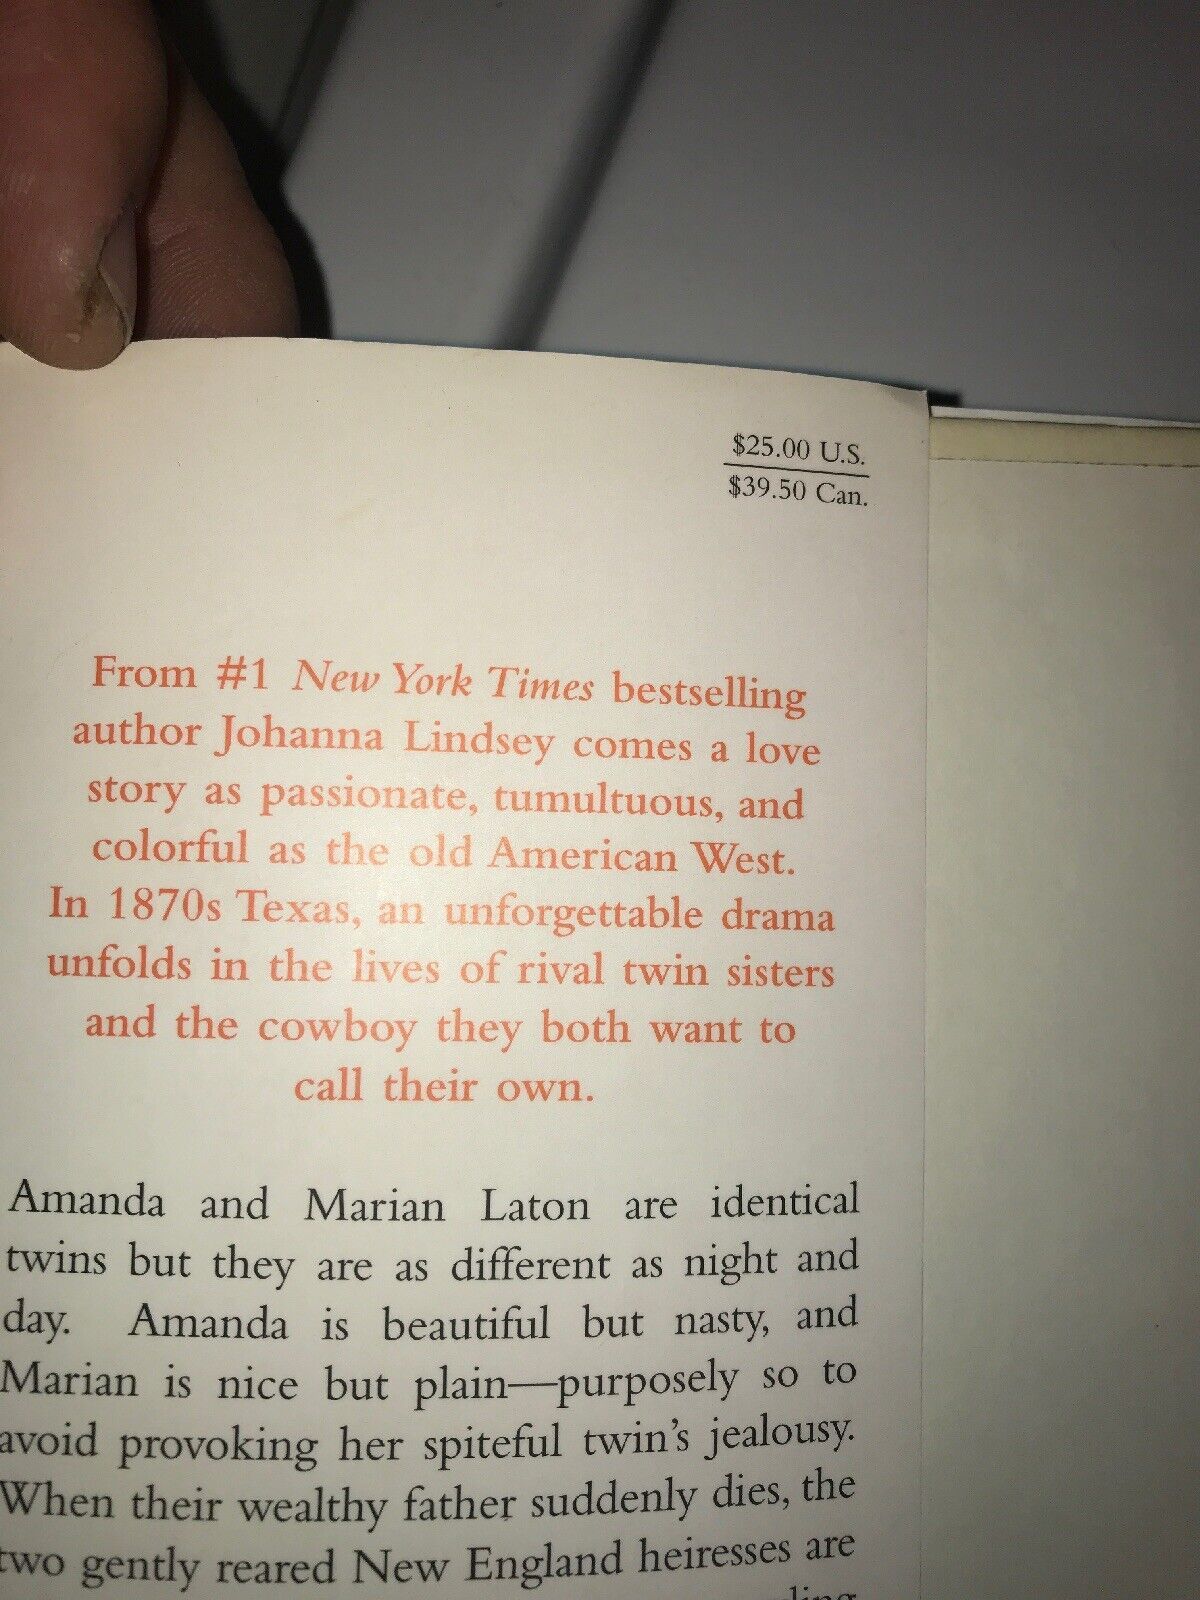 $25.00 U.S.
$39.50 Can.
From #1 New York Times bestselling
author Johanna Lindsey comes a love
story as passionate, tumultuous, and
colorful as the old American West.
In 1870s Texas, an unforgettable drama
unfolds in the lives of rival twin sisters
and the cowboy they both want to
call their own.
Amanda and Marian Laton are identical
twins but they are as different as night and
day. Amanda is beautiful but nasty, and
Marian is nice but plain—purposely so to
avoid provoking her spiteful twin's jealousy.
When their wealthy father suddenly dies, the
two gently reared New England heiresses are